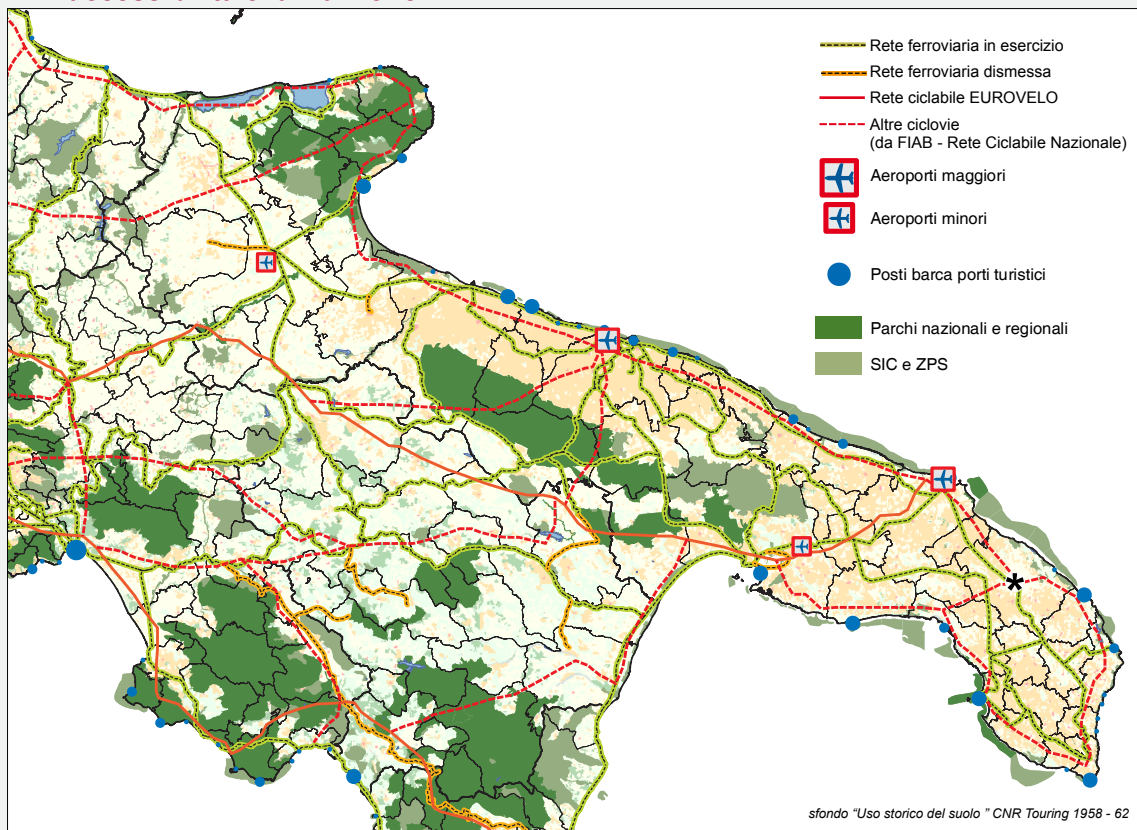 Rete ferroviaria in esercizio
Rete ferroviaria dismessa
Rete ciclabile EUROVELO
Altre ciclovie
(da FIAB - Rete Ciclabile Nazionale)
Aeroporti maggiori
Aeroporti minori
Posti barca porti turistici
Parchi nazionali e regionali
SIC e ZPS
*
sfondo "Uso storico del suolo " CNR Touring 1958 - 62